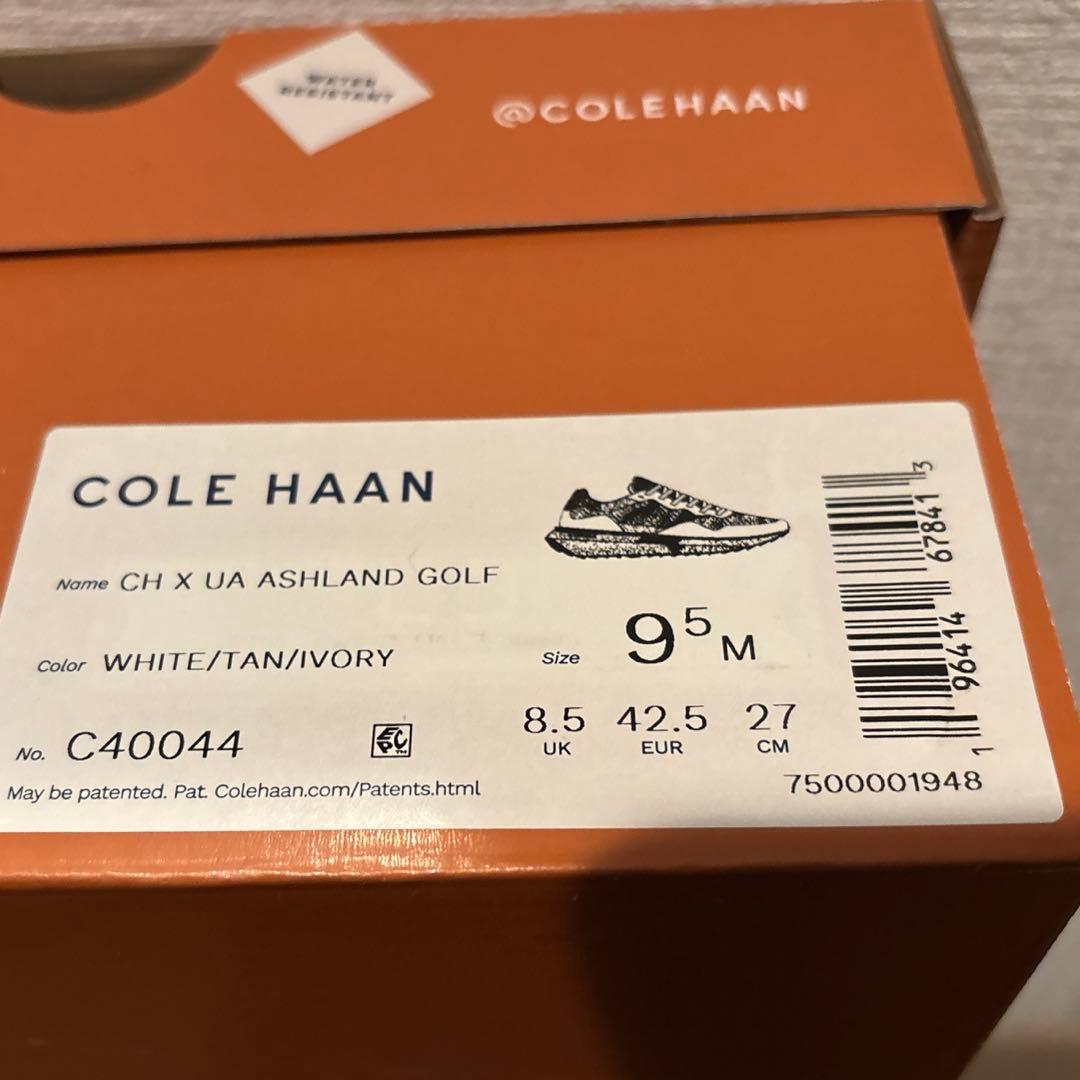 WATER
RESISTANT
@COLEHAAN
COLE HAAN
Name CH X UA ASHLAND GOLF
Color WHITE/TAN/IVORY
Size 9⁵ M
8.5 42.5 27
UK EUR CM
No. C40044
EPC™
May be patented. Pat. Colehaan.com/Patents.html
1 96414 67841 3
7500001948